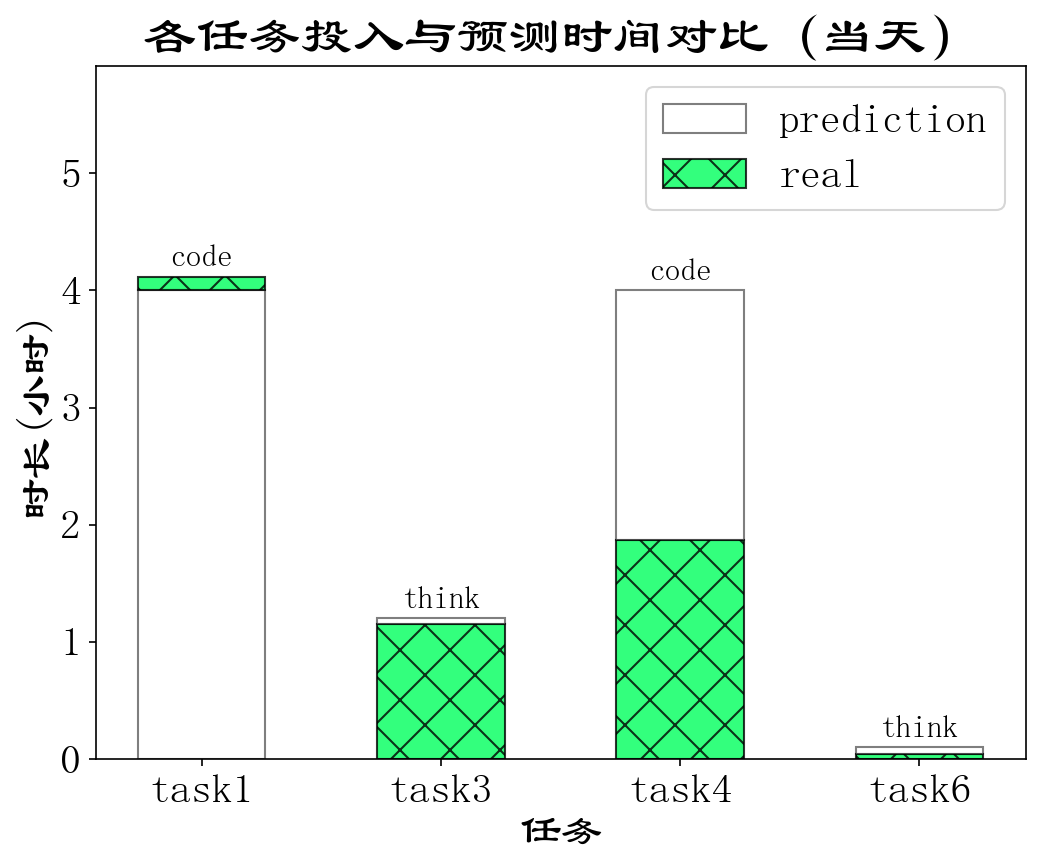 各任务投入与预测时间对比 (当天)
prediction
real
时长(小时)
5
4
3
2
1
0
code
think
code
think
task1 task3 task4 task6
任务